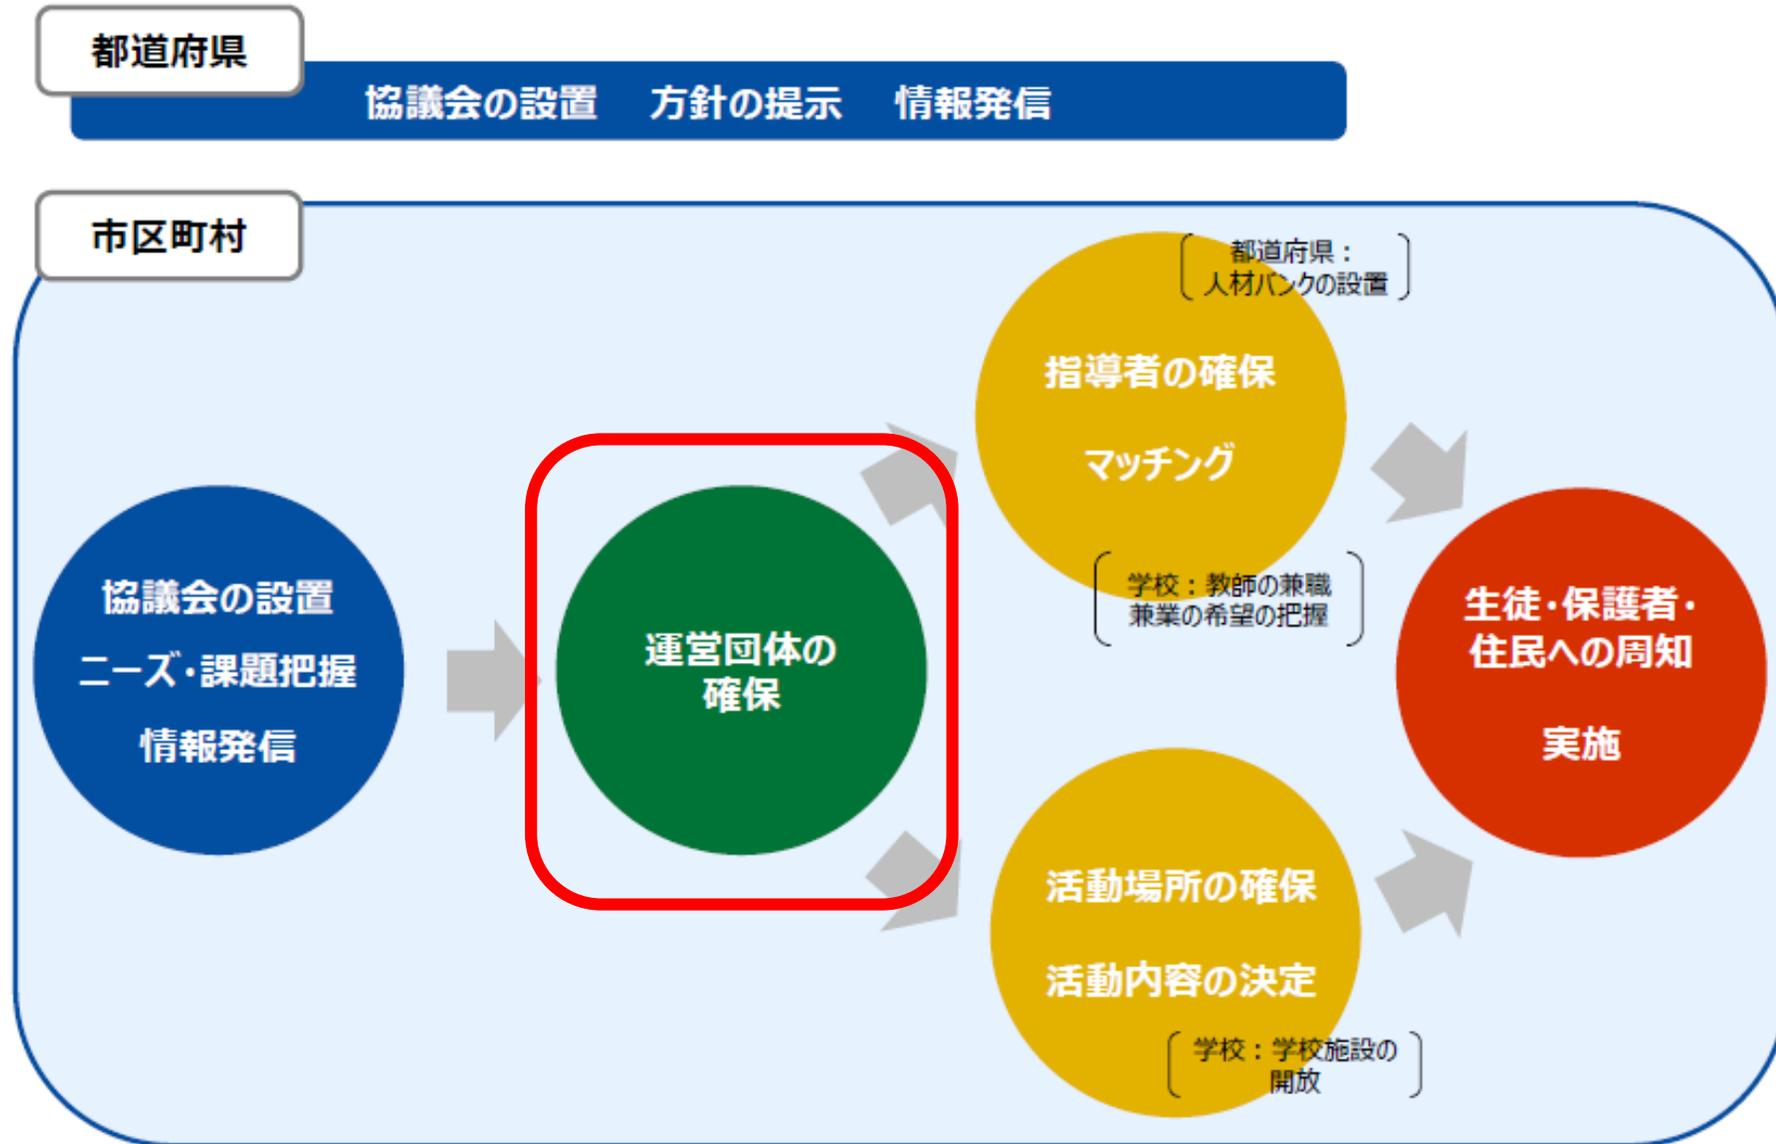 都道府県
協議会の設置 方針の提示 情報発信
市区町村
協議会の設置
ニーズ・課題把握
情報発信
運営団体の
確保
都道府県：
人材バンクの設置
指導者の確保
マッチング
学校：教師の兼職
兼業の希望の把握
活動場所の確保
活動内容の決定
学校：学校施設の
開放
生徒・保護者・
住民への周知
実施